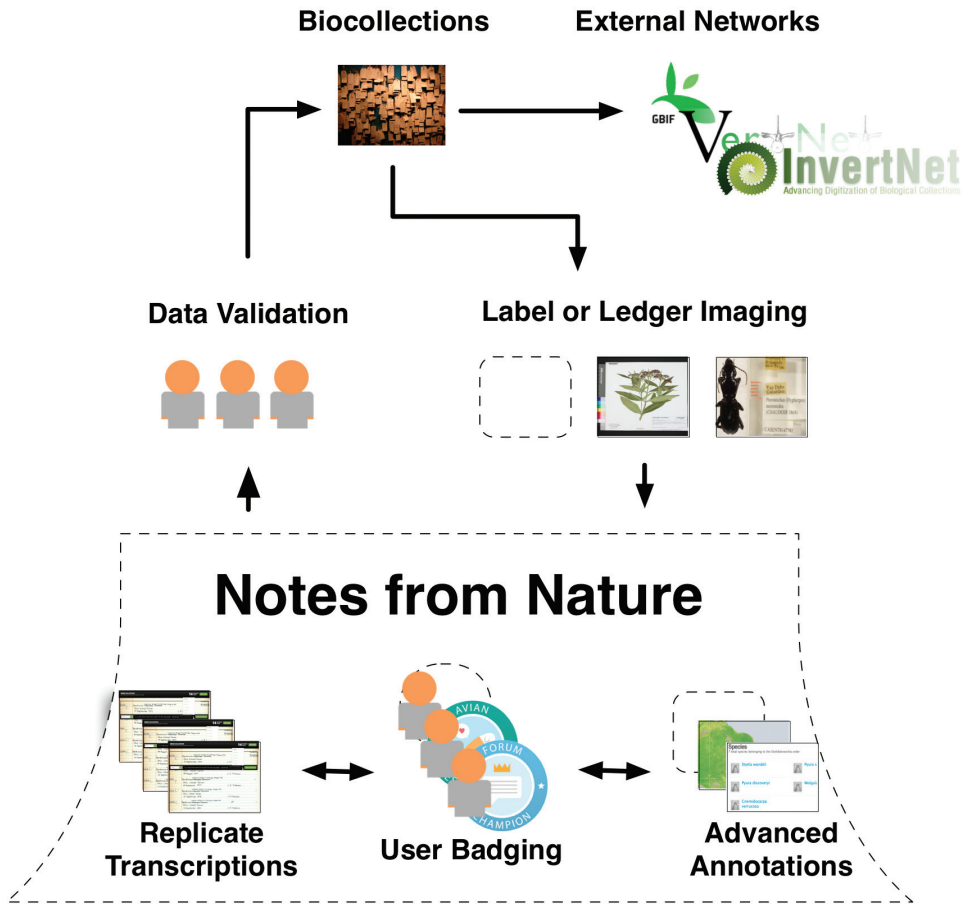 Biocollections
External Networks
GBIF
VertNet
InvertNet
Advancing Digitization of Biological Collections
Data Validation
Label or Ledger Imaging
Notes from Nature
AVIAN
FORUM
CHAMPION
Species
Replicate
Transcriptions
User Badging
Advanced
Annotations